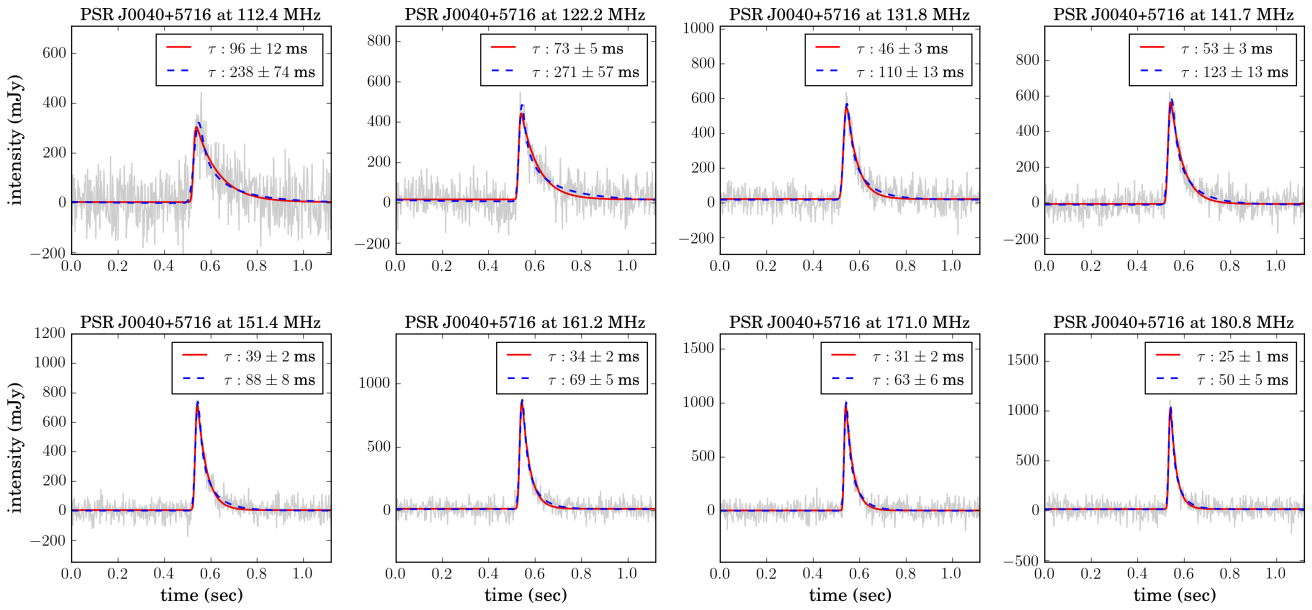 PSR J0040+5716 at 112.4 MHz
τ : 96 ± 12 ms
τ : 238 ± 74 ms
intensity (mJy)
600
400
200
0
−200
0.0 0.2 0.4 0.6 0.8 1.0
PSR J0040+5716 at 122.2 MHz
τ : 73 ± 5 ms
τ : 271 ± 57 ms
800
600
400
200
0
−200
0.0 0.2 0.4 0.6 0.8 1.0
PSR J0040+5716 at 131.8 MHz
τ : 46 ± 3 ms
τ : 110 ± 13 ms
1000
800
600
400
200
0
−200
0.0 0.2 0.4 0.6 0.8 1.0
PSR J0040+5716 at 141.7 MHz
τ : 53 ± 3 ms
τ : 123 ± 13 ms
800
600
400
200
0
−200
0.0 0.2 0.4 0.6 0.8 1.0
PSR J0040+5716 at 151.4 MHz
τ : 39 ± 2 ms
τ : 88 ± 8 ms
intensity (mJy)
1200
1000
800
600
400
200
0
−200
0.0 0.2 0.4 0.6 0.8 1.0
time (sec)
PSR J0040+5716 at 161.2 MHz
τ : 34 ± 2 ms
τ : 69 ± 5 ms
1000
500
0
0.0 0.2 0.4 0.6 0.8 1.0
time (sec)
PSR J0040+5716 at 171.0 MHz
τ : 31 ± 2 ms
τ : 63 ± 6 ms
1500
1000
500
0
0.0 0.2 0.4 0.6 0.8 1.0
time (sec)
PSR J0040+5716 at 180.8 MHz
τ : 25 ± 1 ms
τ : 50 ± 5 ms
1500
1000
500
0
−500
0.0 0.2 0.4 0.6 0.8 1.0
time (sec)